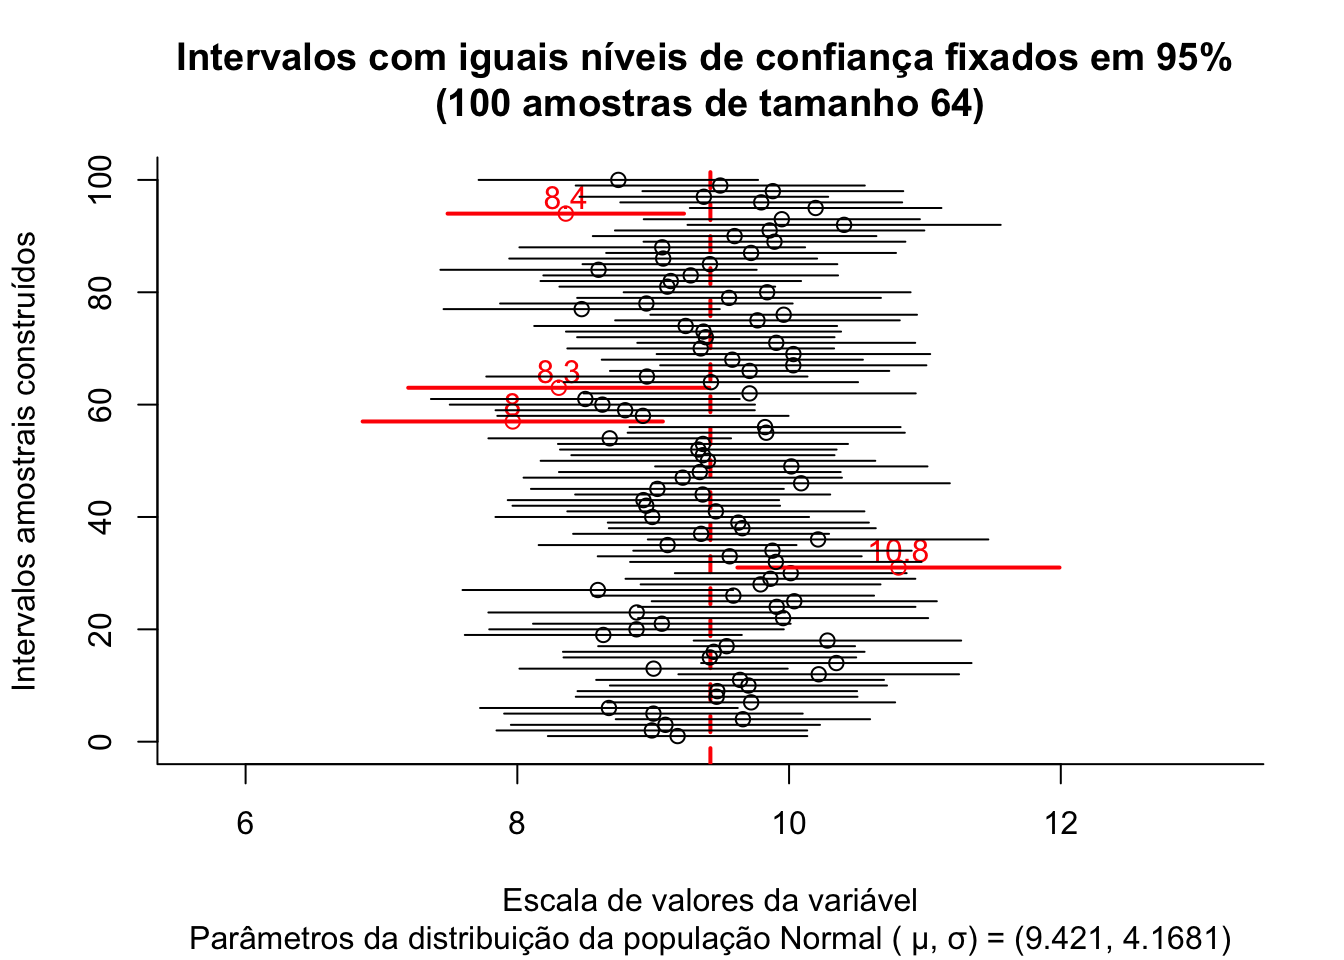 Intervalos com iguais níveis de confiança fixados em 95%
(100 amostras de tamanho 64)
Intervalos amostrais construídos
100
80
60
40
20
0
8.4
8.3
8
10.8
6
8
10
12
Escala de valores da variável
Parâmetros da distribuição da população Normal ( μ, σ) = (9.421, 4.1681)